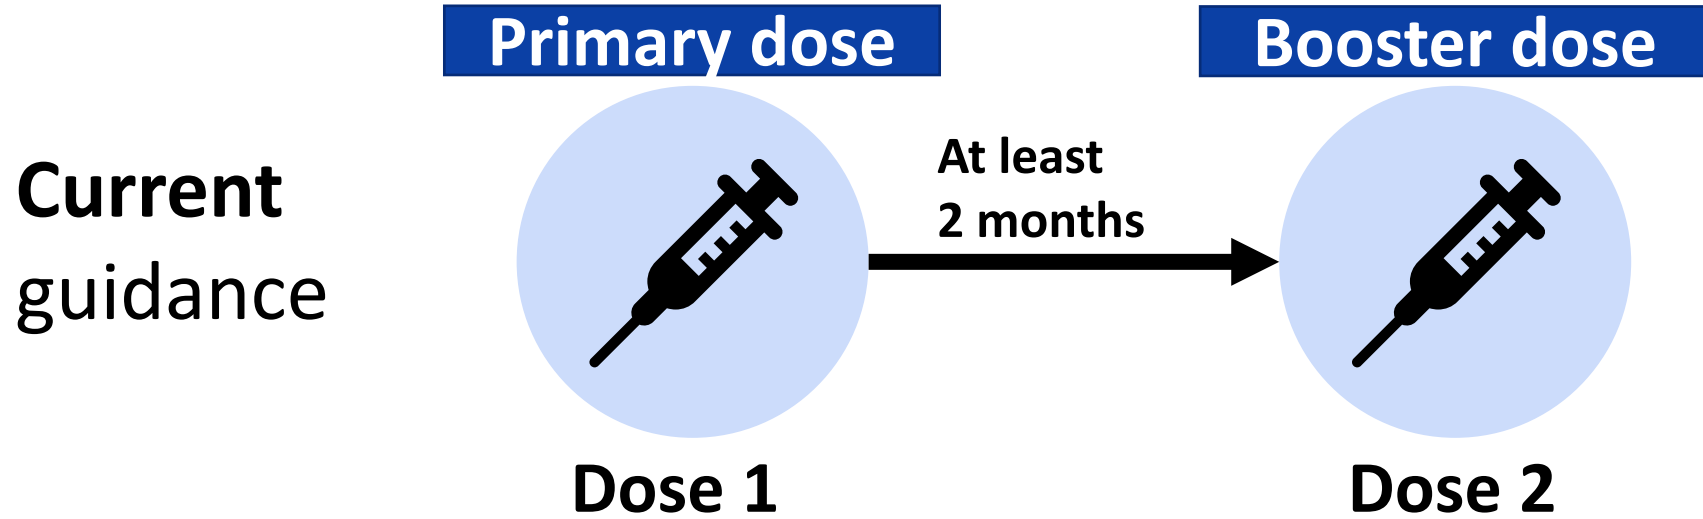 Primary dose
Booster dose
Current
guidance
At least
2 months
Dose 1
Dose 2